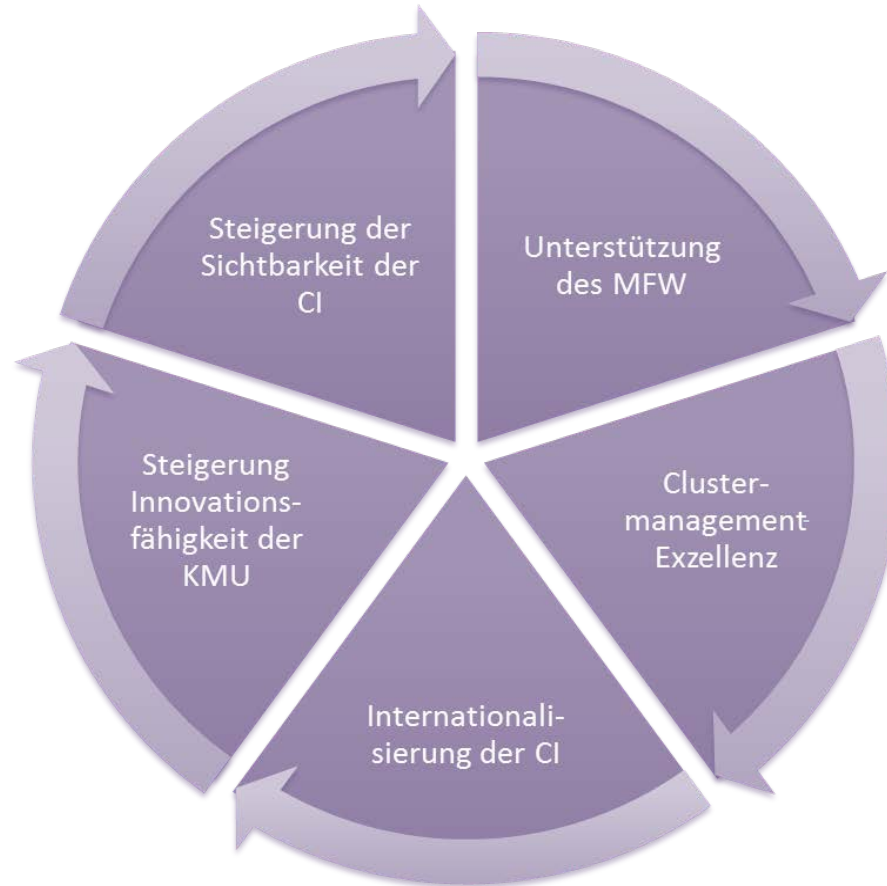 Steigerung der
Sichtbarkeit der
CI
Unterstützung
des MFW
Steigerung
Innovations-
fähigkeit der
KMU
Cluster-
management-
Exzellenz
Internationali-
sierung der CI